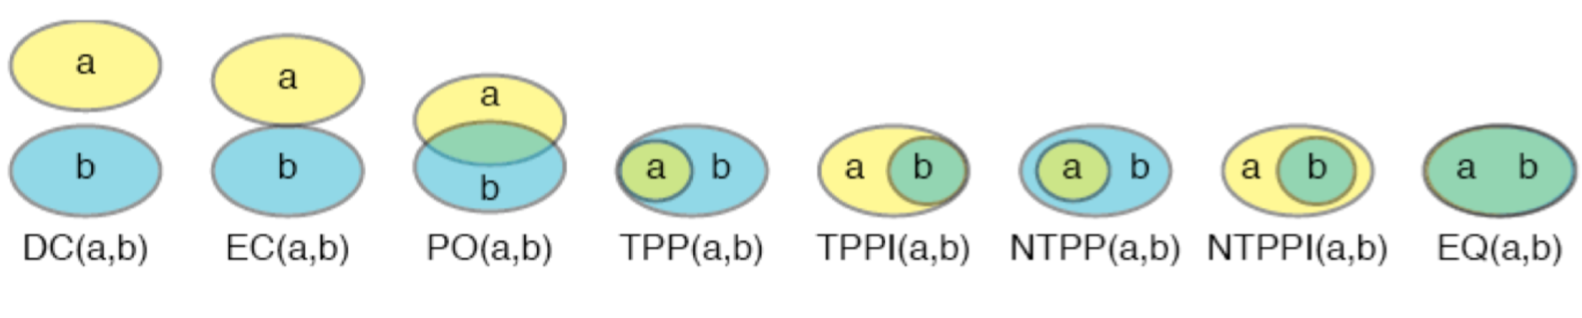 a a a a b a b a b a b a b
b b b
DC(a,b) EC(a,b) PO(a,b) TPP(a,b) TPPI(a,b) NTPP(a,b) NTPPI(a,b) EQ(a,b)